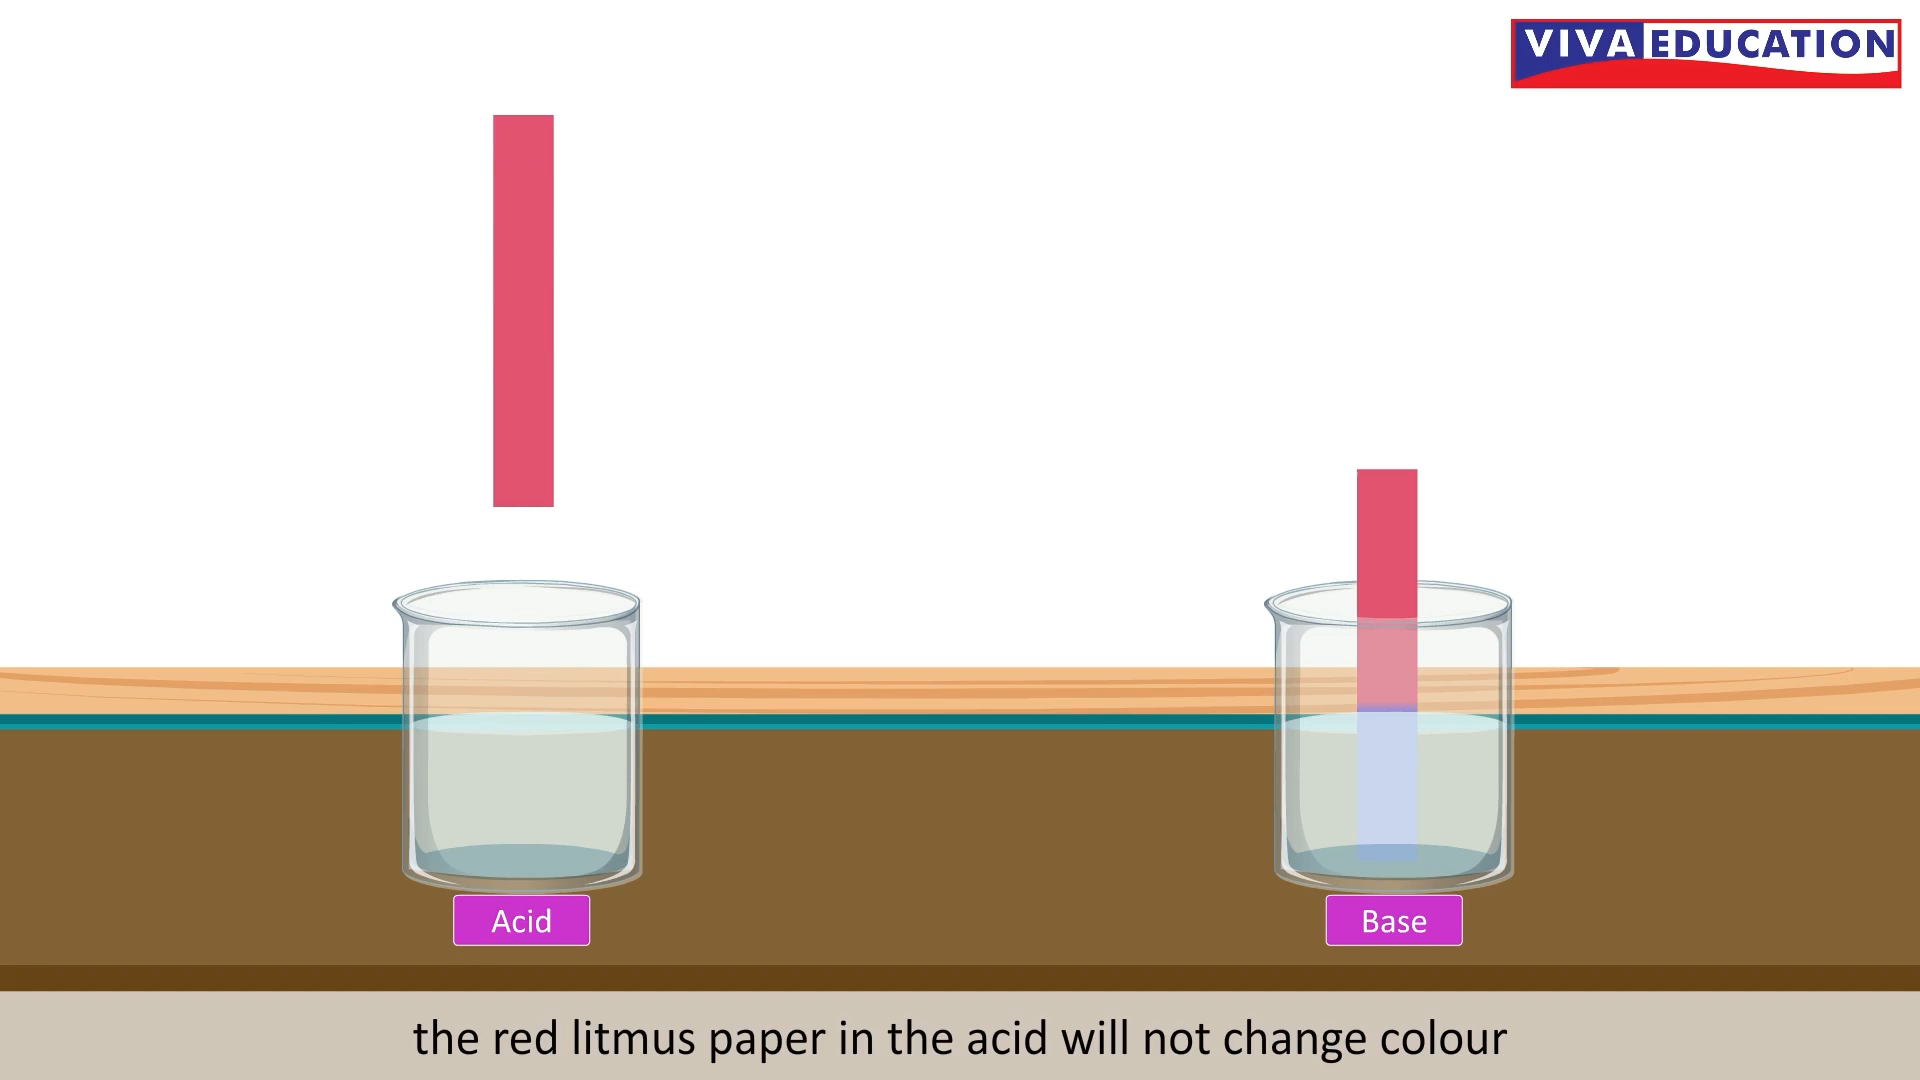 VIVA EDUCATION
Acid
Base
the red litmus paper in the acid will not change colour